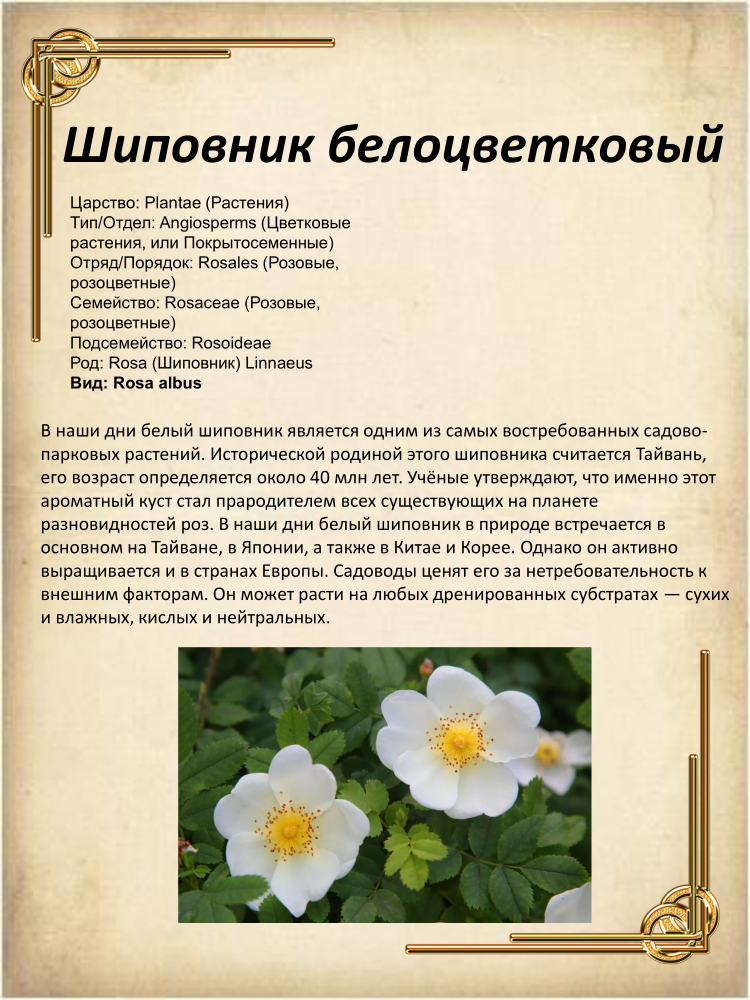 Шиповник белоцветковый
Царство: Plantae (Растения)
Тип/Отдел: Angiosperms (Цветковые
растения, или Покрытосеменные)
Отряд/Порядок: Rosales (Розовые,
розоцветные)
Семейство: Rosaceae (Розовые,
розоцветные)
Подсемейство: Rosoideae
Род: Rosa (Шиповник) Linnaeus
Вид: Rosa albus
В наши дни белый шиповник является одним из самых востребованных садово-
парковых растений. Исторической родиной этого шиповника считается Тайвань,
его возраст определяется около 40 млн лет. Учёные утверждают, что именно этот
ароматный куст стал прародителем всех существующих на планете
разновидностей роз. В наши дни белый шиповник в природе встречается в
основном на Тайване, в Японии, а также в Китае и Корее. Однако он активно
выращивается и в странах Европы. Садоводы ценят его за нетребовательность к
внешним факторам. Он может расти на любых дренированных субстратах — сухих
и влажных, кислых и нейтральных.